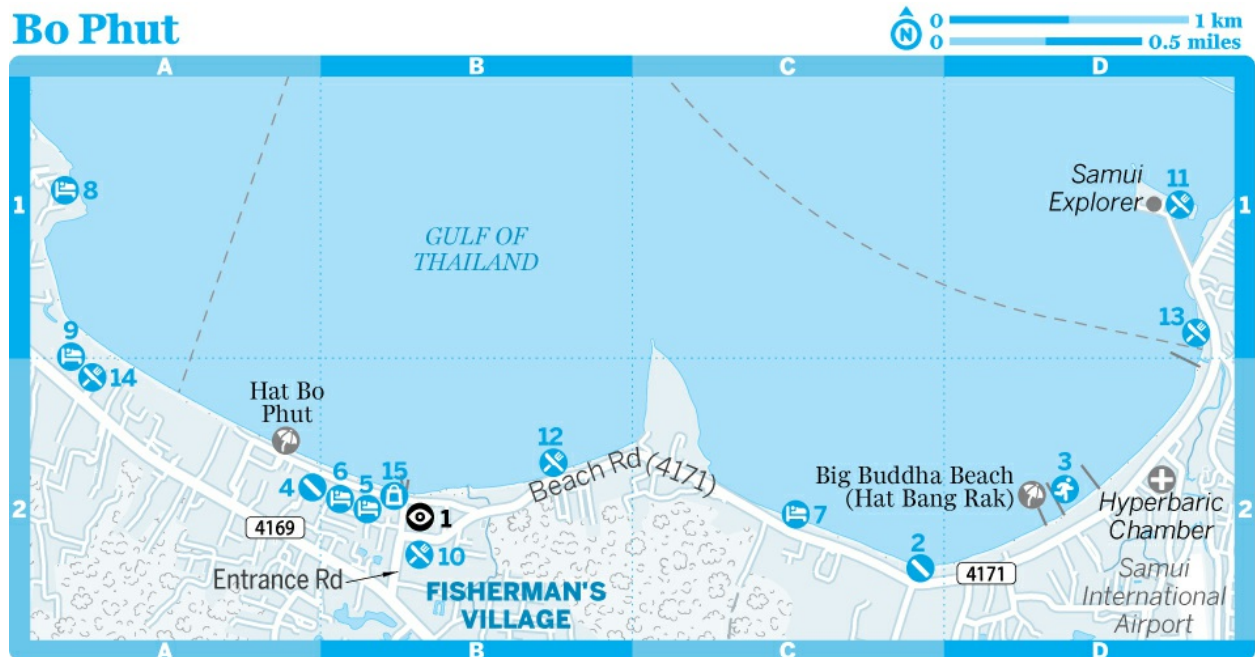 Bo Phut
N
0 1 km
0 0.5 miles
A B C D
1
8
GULF OF
THAILAND
Samui
Explorer
11
1
13
9
14
Hat Bo
Phut
12
Beach Rd (4171)
4 6 5 15
1
10
2
4169
Entrance Rd
FISHERMAN'S
VILLAGE
7
2
Big Buddha Beach
(Hat Bang Rak)
3
Hyperbaric
Chamber
2
4171
Samui
International
Airport
A B C D